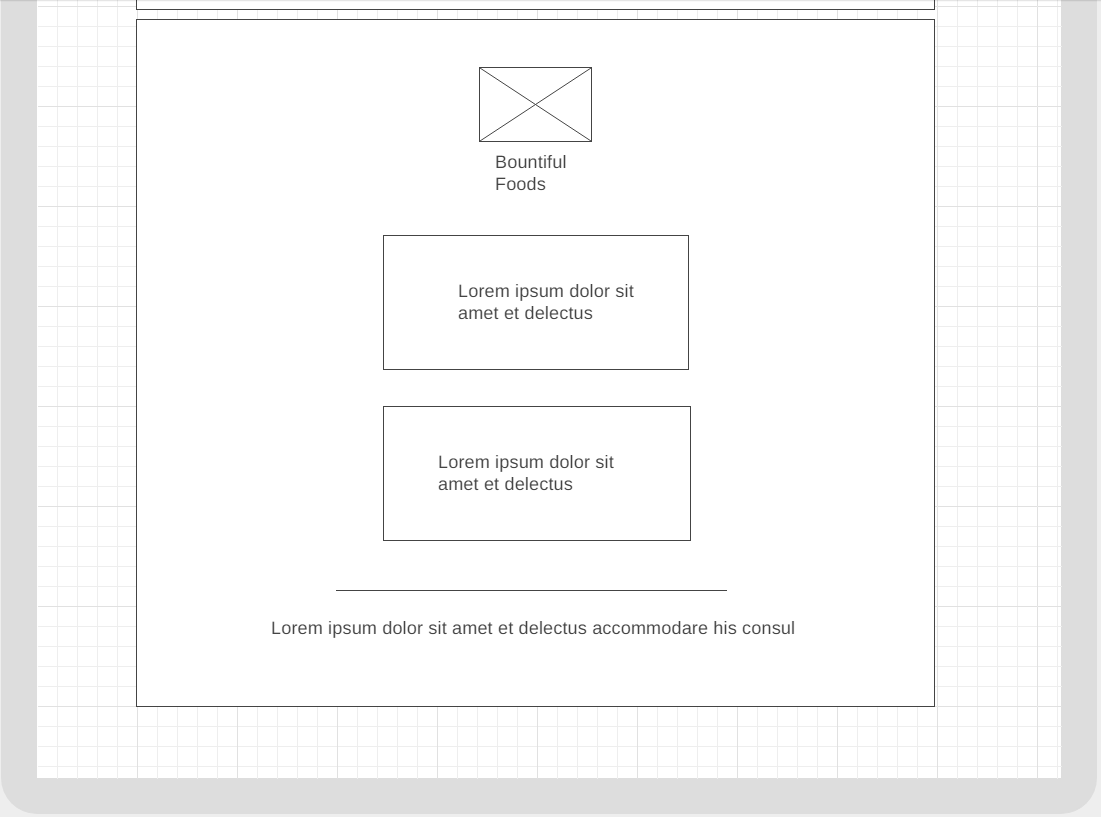 Bountiful
Foods
Lorem ipsum dolor sit
amet et delectus
Lorem ipsum dolor sit
amet et delectus
Lorem ipsum dolor sit amet et delectus accommodare his consul